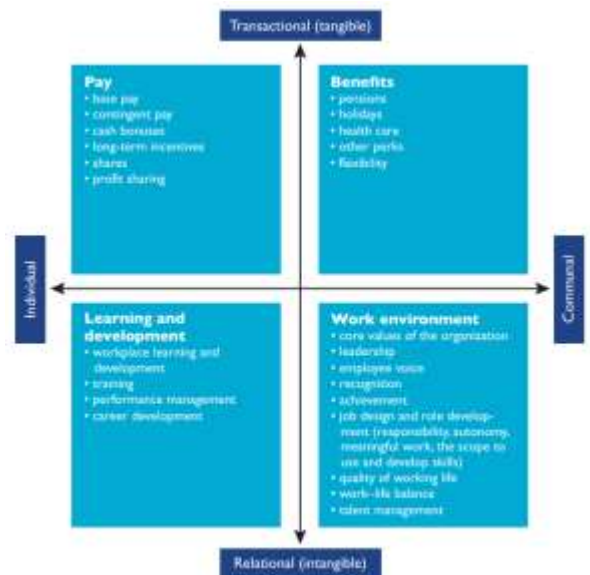 Transactional (tangible)
Pay
• base pay
• contingent pay
• cash bonuses
• long-term incentives
• shares
• profit sharing
Benefits
• pensions
• holidays
• health care
• other perks
• flexibility
Individual
Communal
Learning and
development
• workplace learning and
development
• training
• performance management
• career development
Work environment
• core values of the organization
• leadership
• employee voice
• recognition
• achievement
• job design and role develop-
ment (responsibility, autonomy,
meaningful work, the scope to
use and develop skills)
• quality of working life
• work–life balance
• talent management
Relational (intangible)